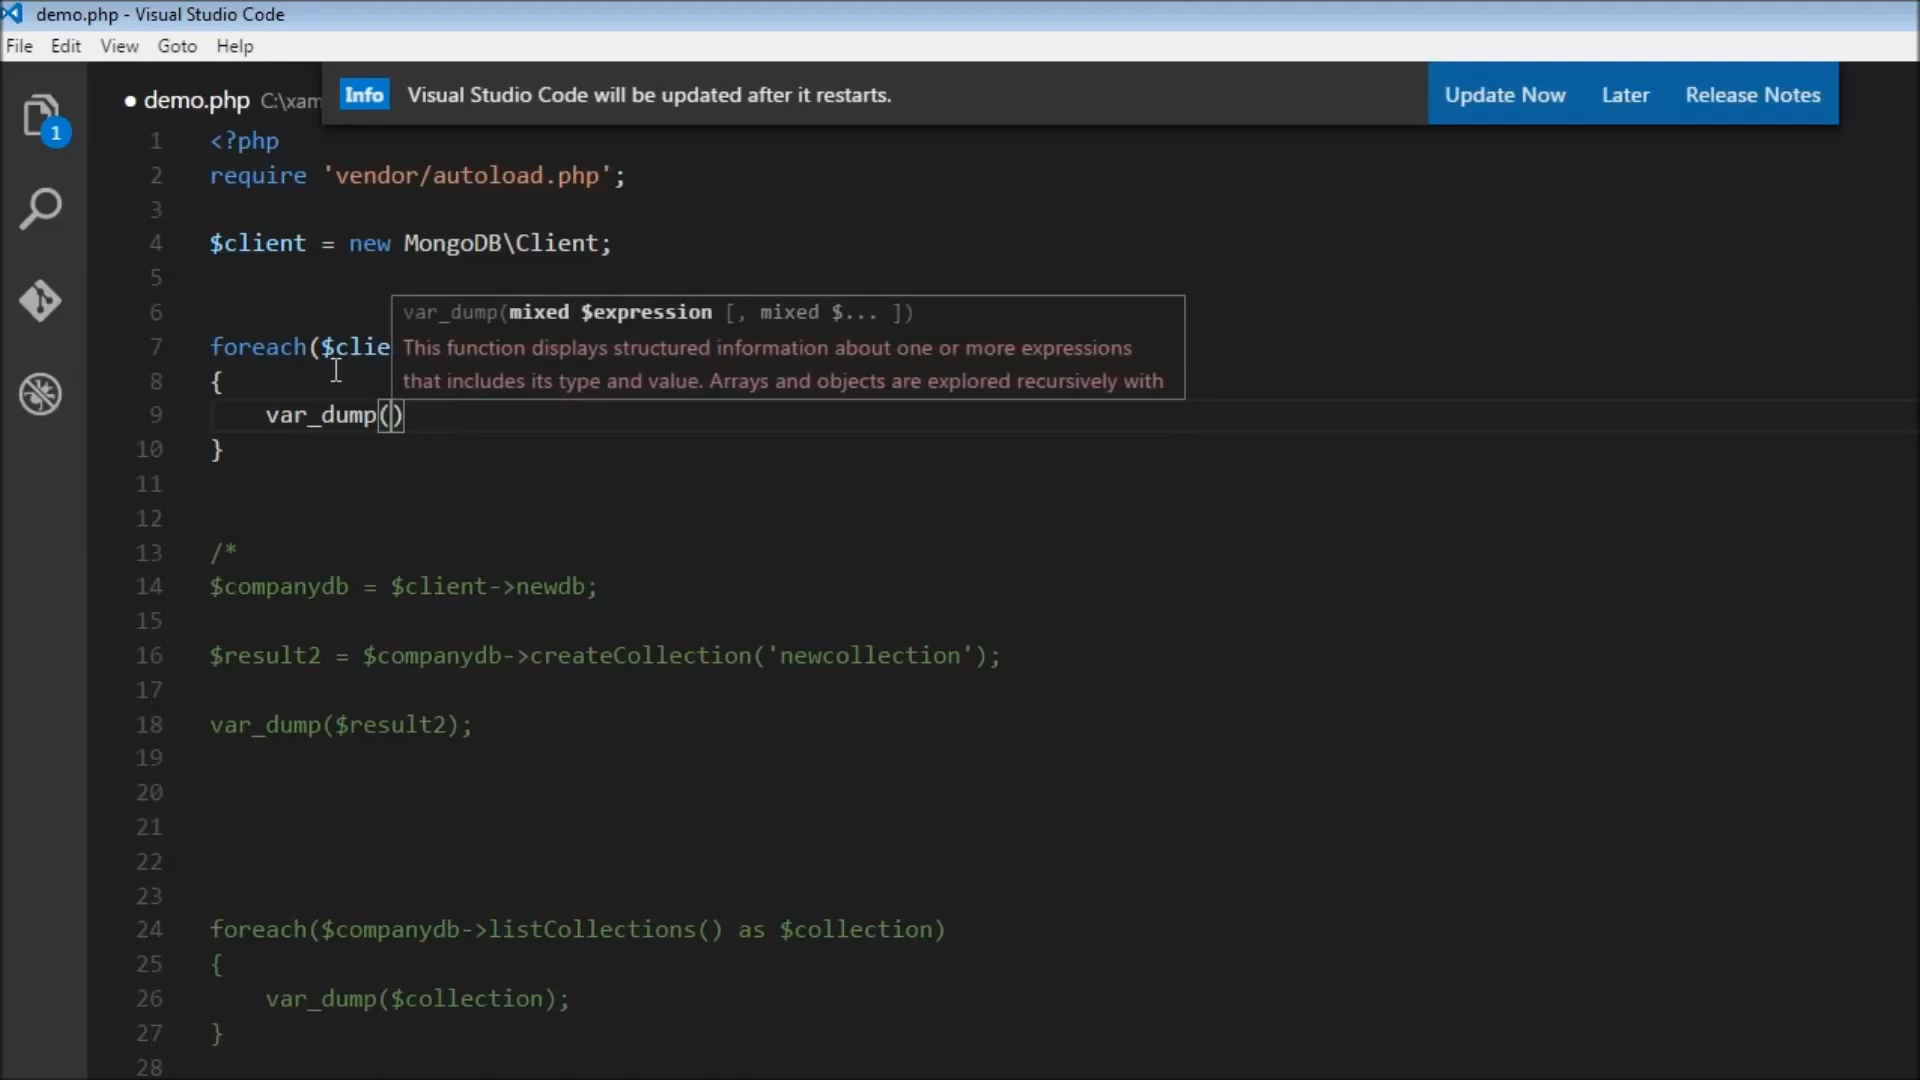 demo.php - Visual Studio Code
File Edit View Goto Help
● demo.php C:\xam
Info Visual Studio Code will be updated after it restarts. Update Now Later Release Notes
1
1 <?php
2 require 'vendor/autoload.php';
3
4 $client = new MongoDB\Client;
5
6
var_dump(mixed $expression [, mixed $... ])
7 foreach($clie
This function displays structured information about one or more expressions
8 {
that includes its type and value. Arrays and objects are explored recursively with
9 var_dump()
10 }
11
12
13 /*
14 $companydb = $client->newdb;
15
16 $result2 = $companydb->createCollection('newcollection');
17
18 var_dump($result2);
19
20
21
22
23
24 foreach($companydb->listCollections() as $collection)
25 {
26 var_dump($collection);
27 }
28